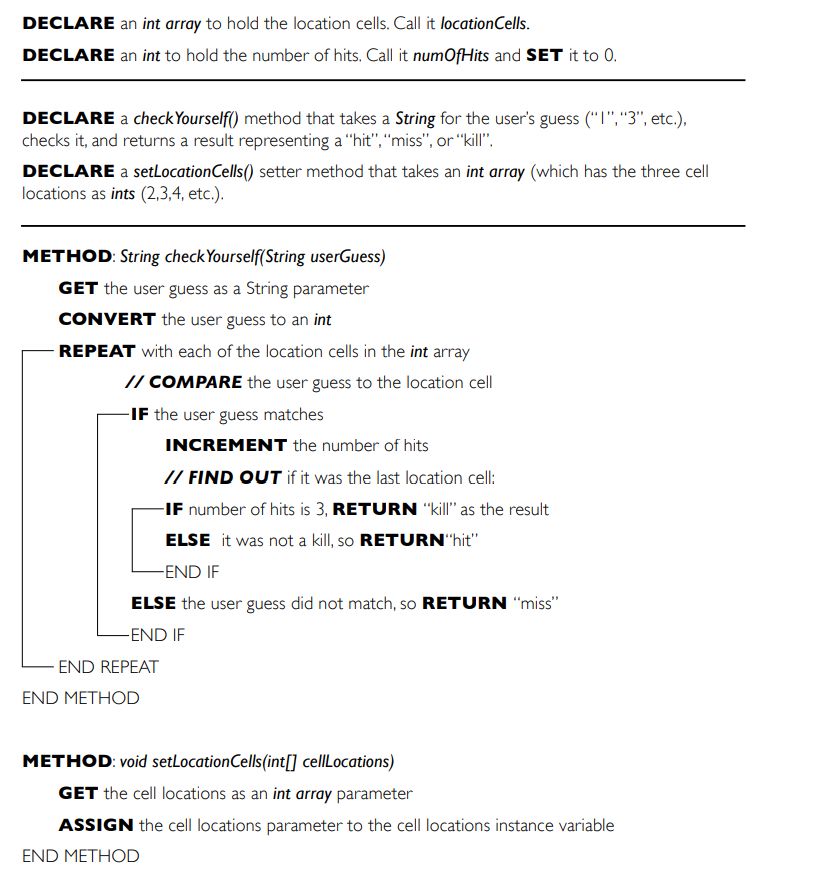 DECLARE an int array to hold the location cells. Call it locationCells.
DECLARE an int to hold the number of hits. Call it numOfHits and SET it to 0.
DECLARE a checkYourself() method that takes a String for the user's guess (“1”, “3”, etc.),
checks it, and returns a result representing a “hit”, “miss”, or “kill”.
DECLARE a setLocationCells() setter method that takes an int array (which has the three cell
locations as ints (2,3,4, etc.).
METHOD: String checkYourself(String userGuess)
GET the user guess as a String parameter
CONVERT the user guess to an int
REPEAT with each of the location cells in the int array
// COMPARE the user guess to the location cell
IF the user guess matches
INCREMENT the number of hits
// FIND OUT if it was the last location cell:
IF number of hits is 3, RETURN “kill” as the result
ELSE it was not a kill, so RETURN“hit”
END IF
ELSE the user guess did not match, so RETURN “miss”
END IF
END REPEAT
END METHOD
METHOD: void setLocationCells(int[] cellLocations)
GET the cell locations as an int array parameter
ASSIGN the cell locations parameter to the cell locations instance variable
END METHOD